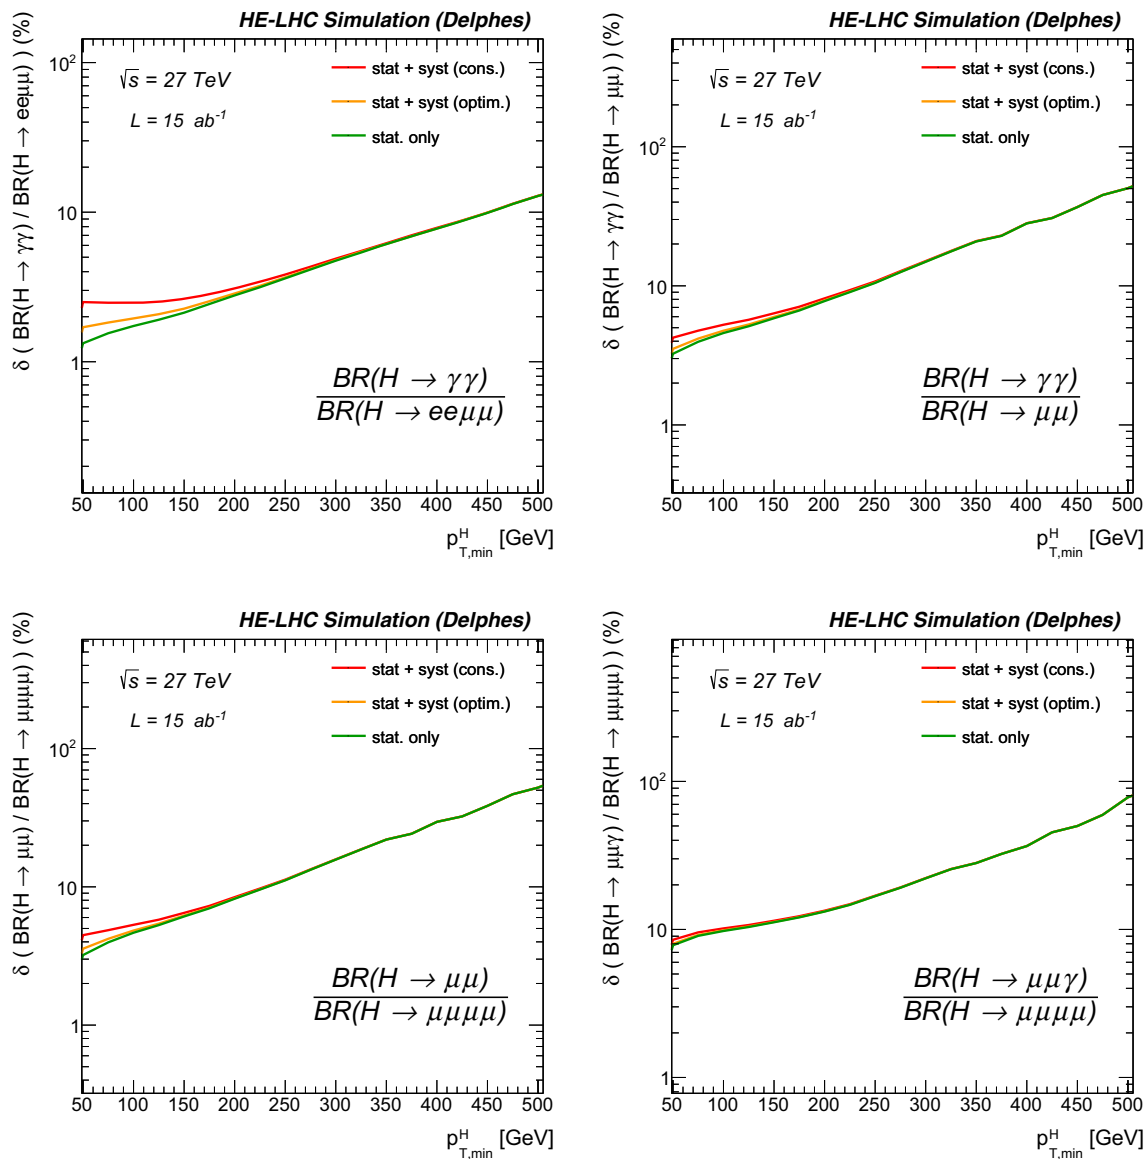 HE-LHC Simulation (Delphes)
δ ( BR(H → γγ) / BR(H → eeμμ) ) (%)
10²
10
1
√s = 27 TeV
L = 15 ab⁻¹
stat + syst (cons.)
stat + syst (optim.)
stat. only
BR(H → γγ)
BR(H → eeμμ)
50 100 150 200 250 300 350 400 450 500
p^H_T,min [GeV]
HE-LHC Simulation (Delphes)
δ ( BR(H → γγ) / BR(H → μμ) ) (%)
10²
10
1
√s = 27 TeV
L = 15 ab⁻¹
stat + syst (cons.)
stat + syst (optim.)
stat. only
BR(H → γγ)
BR(H → μμ)
50 100 150 200 250 300 350 400 450 500
p^H_T,min [GeV]
HE-LHC Simulation (Delphes)
δ ( BR(H → μμ) / BR(H → μμμμ) ) (%)
10²
10
1
√s = 27 TeV
L = 15 ab⁻¹
stat + syst (cons.)
stat + syst (optim.)
stat. only
BR(H → μμ)
BR(H → μμμμ)
50 100 150 200 250 300 350 400 450 500
p^H_T,min [GeV]
HE-LHC Simulation (Delphes)
δ ( BR(H → μμγ) / BR(H → μμμμ) ) (%)
10²
10
1
√s = 27 TeV
L = 15 ab⁻¹
stat + syst (cons.)
stat + syst (optim.)
stat. only
BR(H → μμγ)
BR(H → μμμμ)
50 100 150 200 250 300 350 400 450 500
p^H_T,min [GeV]